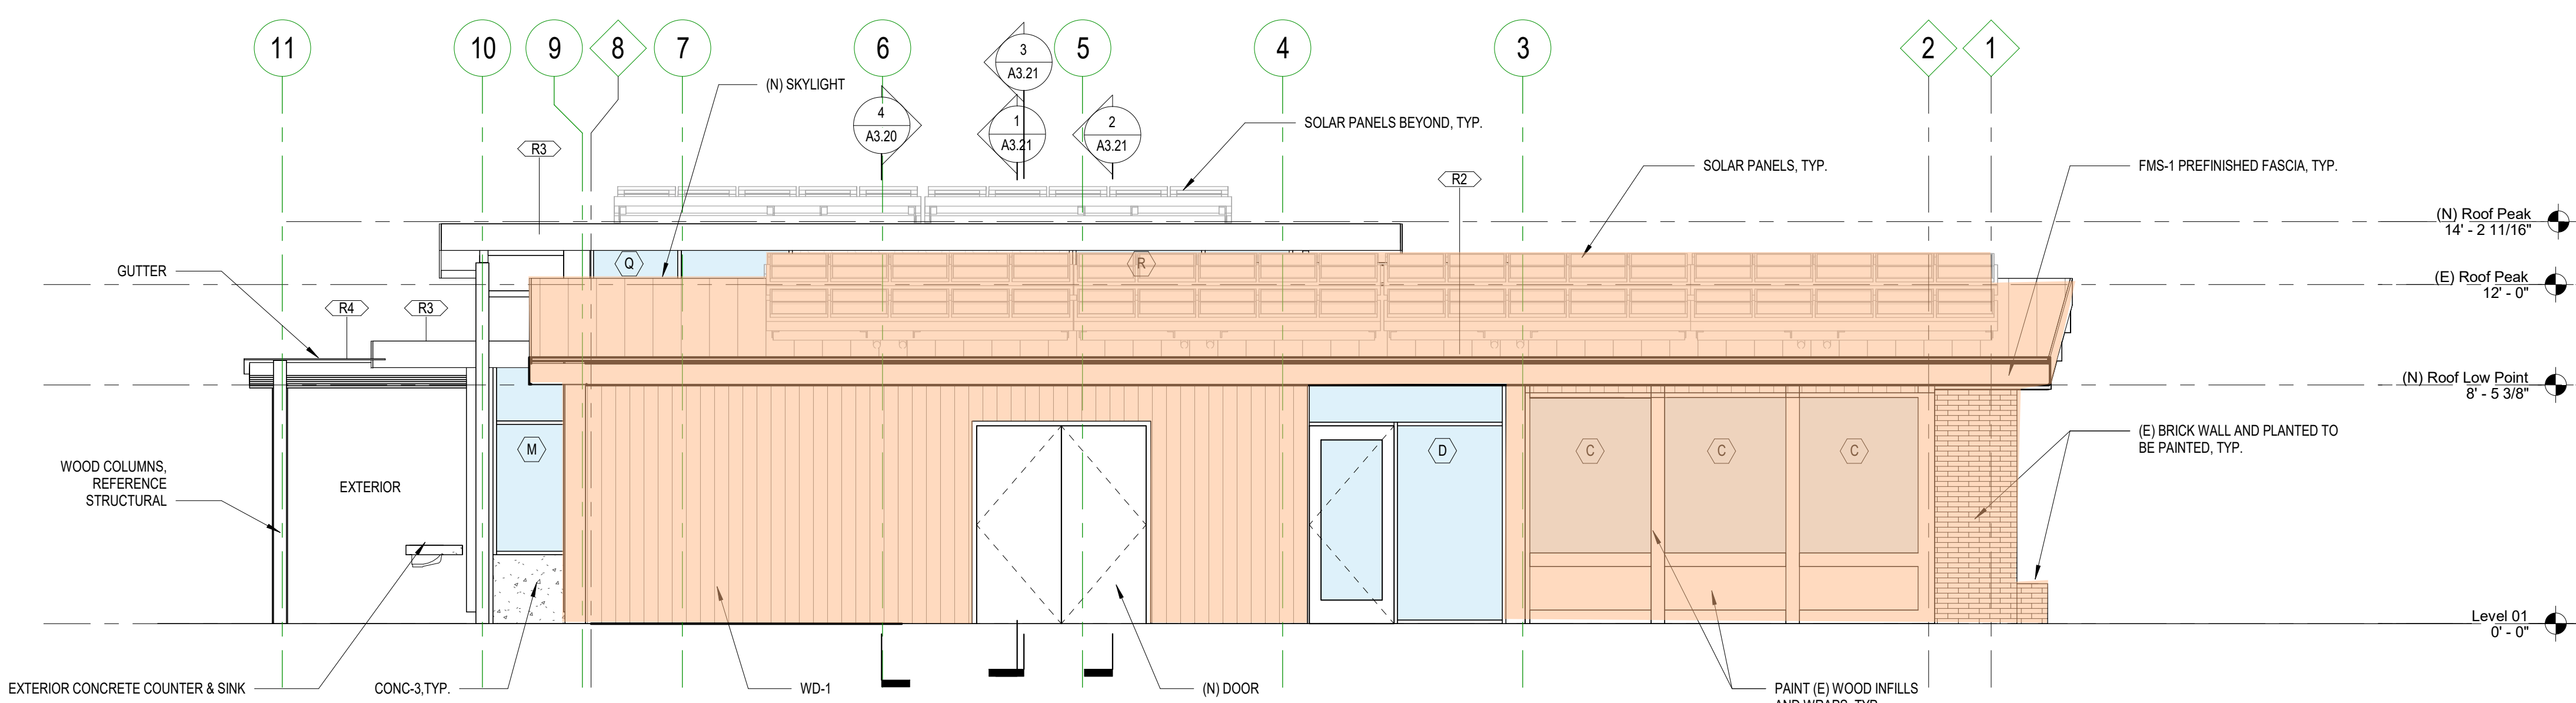 11
10
9
8
7
6
5
4
3
2
1
3
A3.21
4
A3.20
1
A3.21
2
A3.21
(N) SKYLIGHT
SOLAR PANELS BEYOND, TYP.
SOLAR PANELS, TYP.
FMS-1 PREFINISHED FASCIA, TYP.
R3
R2
(N) Roof Peak
14' - 2 11/16"
Q
R
GUTTER
(E) Roof Peak
12' - 0"
R4
R3
(N) Roof Low Point
8' - 5 3/8"
M
D
C
C
C
(E) BRICK WALL AND PLANTED TO
BE PAINTED, TYP.
WOOD COLUMNS,
REFERENCE
STRUCTURAL
EXTERIOR
Level 01
0' - 0"
EXTERIOR CONCRETE COUNTER & SINK
CONC-3,TYP.
WD-1
(N) DOOR
PAINT (E) WOOD INFILLS
AND WRAPS, TYP.